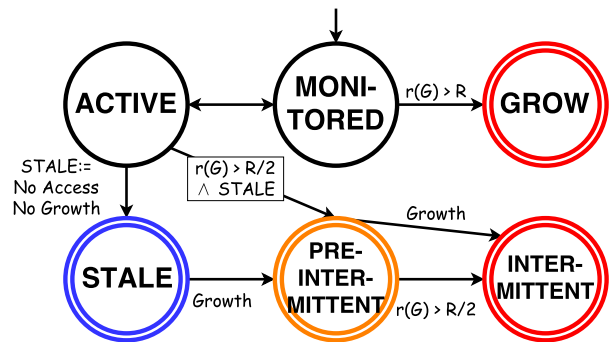 ACTIVE
MONI-
TORED
r(G) > R
GROW
STALE:=
No Access
No Growth
r(G) > R/2
∧ STALE
Growth
STALE
Growth
PRE-
INTER-
MITTENT
r(G) > R/2
INTER-
MITTENT